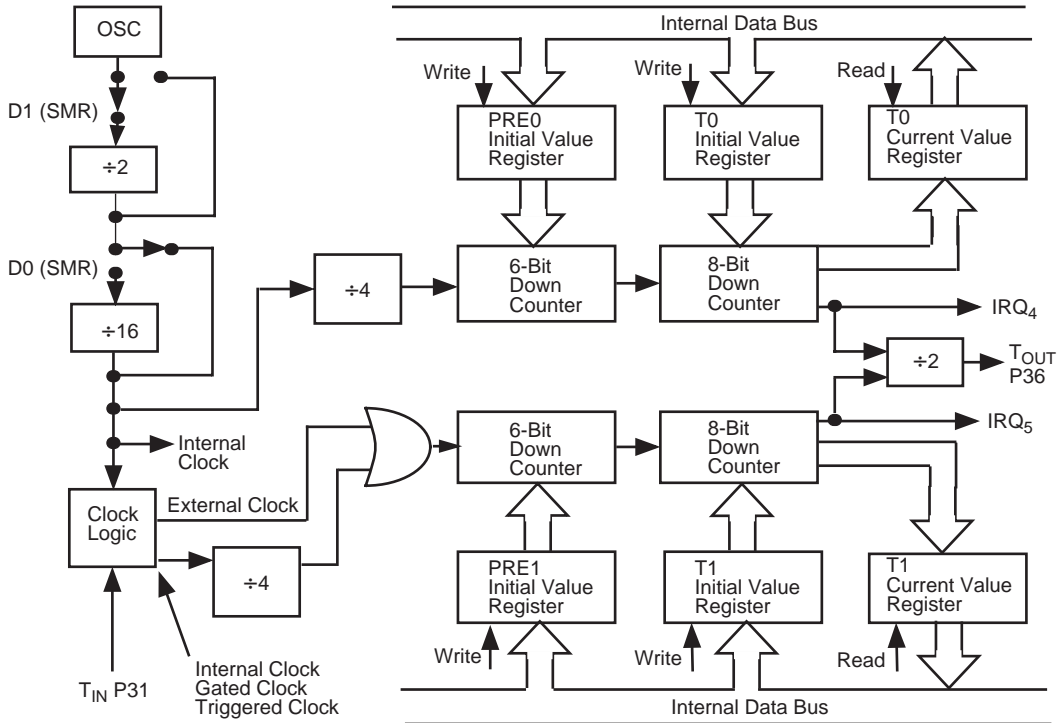 OSC
Internal Data Bus
Write
Write
Read
D1 (SMR)
PRE0
Initial Value
Register
T0
Initial Value
Register
T0
Current Value
Register
÷2
D0 (SMR)
÷4
6-Bit
Down
Counter
8-Bit
Down
Counter
IRQ4
÷16
÷2
TOUT
P36
Internal
Clock
6-Bit
Down
Counter
8-Bit
Down
Counter
IRQ5
Clock
Logic
External Clock
÷4
PRE1
Initial Value
Register
T1
Initial Value
Register
T1
Current Value
Register
Write
Write
Read
TIN P31
Internal Clock
Gated Clock
Triggered Clock
Internal Data Bus